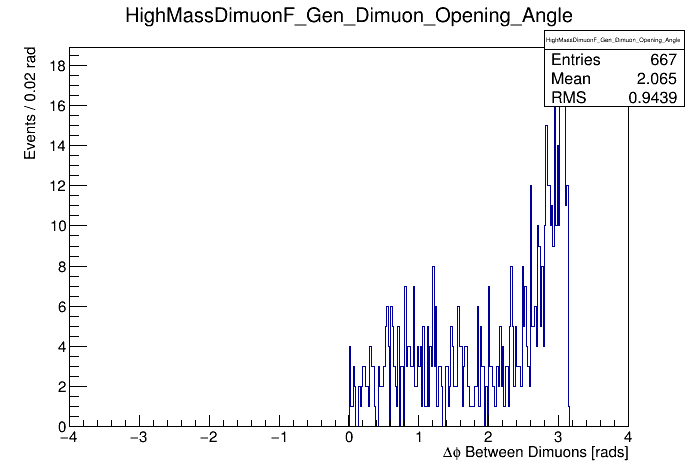 HighMassDimuonF_Gen_Dimuon_Opening_Angle
HighMassDimuonF_Gen_Dimuon_Opening_Angle
Entries 667
Mean 2.065
RMS 0.9439
Events / 0.02 rad
18
16
14
12
10
8
6
4
2
0
−4 −3 −2 −1 0 1 2 3 4
Δϕ Between Dimuons [rads]